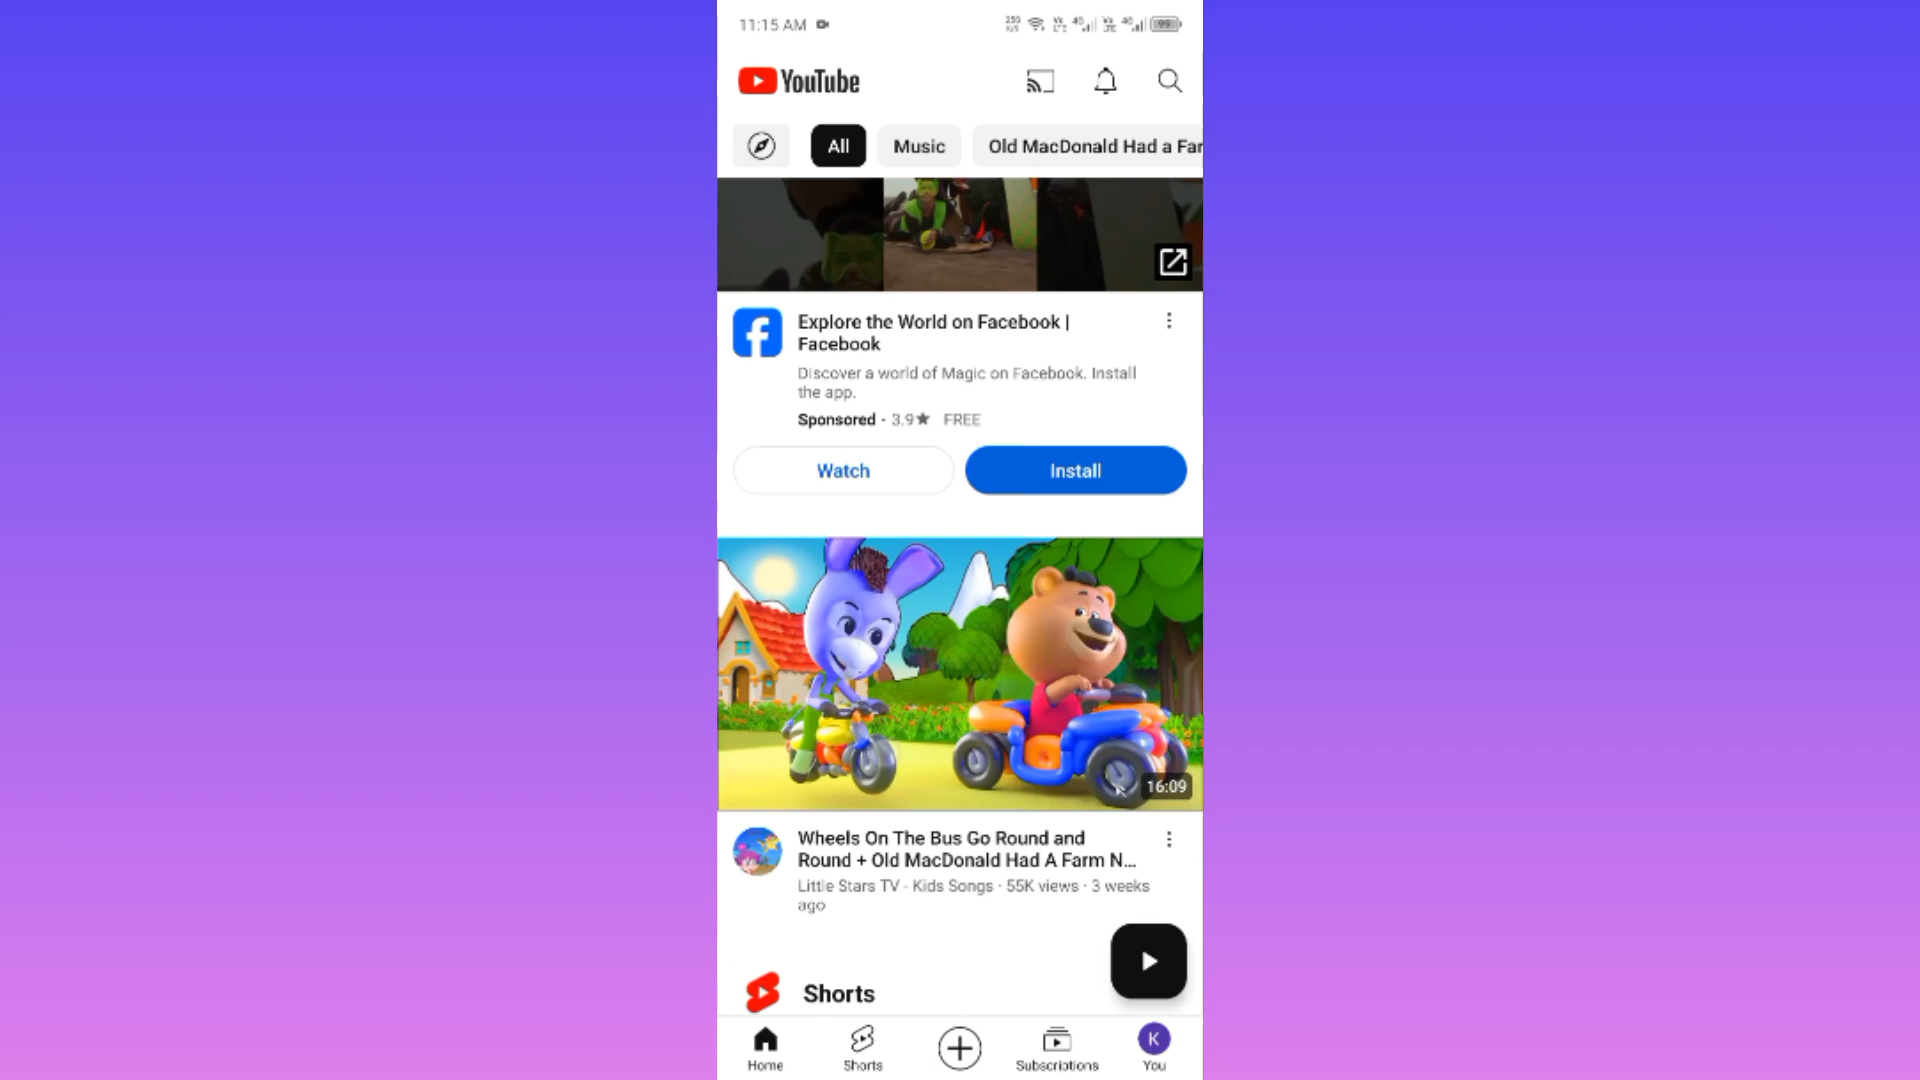 11:15 AM
99
YouTube
All Music Old MacDonald Had a Far
Explore the World on Facebook |
Facebook
Discover a world of Magic on Facebook. Install
the app.
Sponsored · 3.9★ FREE
Watch Install
16:09
Wheels On The Bus Go Round and
Round + Old MacDonald Had A Farm N...
Little Stars TV - Kids Songs · 55K views · 3 weeks
ago
Shorts
Home Shorts Subscriptions You
K